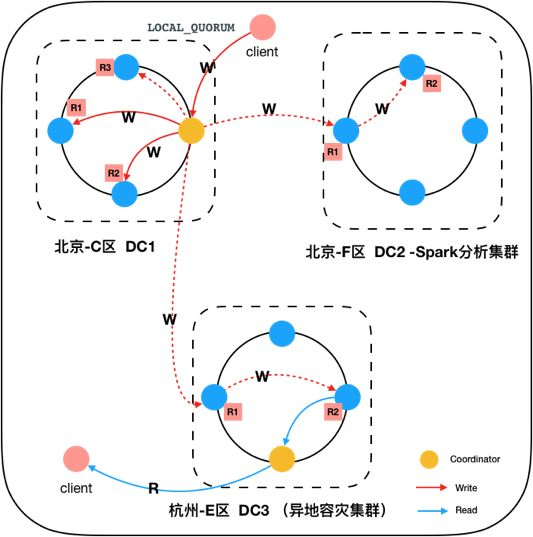 LOCAL_QUORUM
client
W
R3
R1
W
W
R2
W
R2
W
R1
北京-C区 DC1
北京-F区 DC2 -Spark分析集群
W
W
R1
R2
client
R
杭州-E区 DC3 （异地容灾集群）
Coordinator
Write
Read